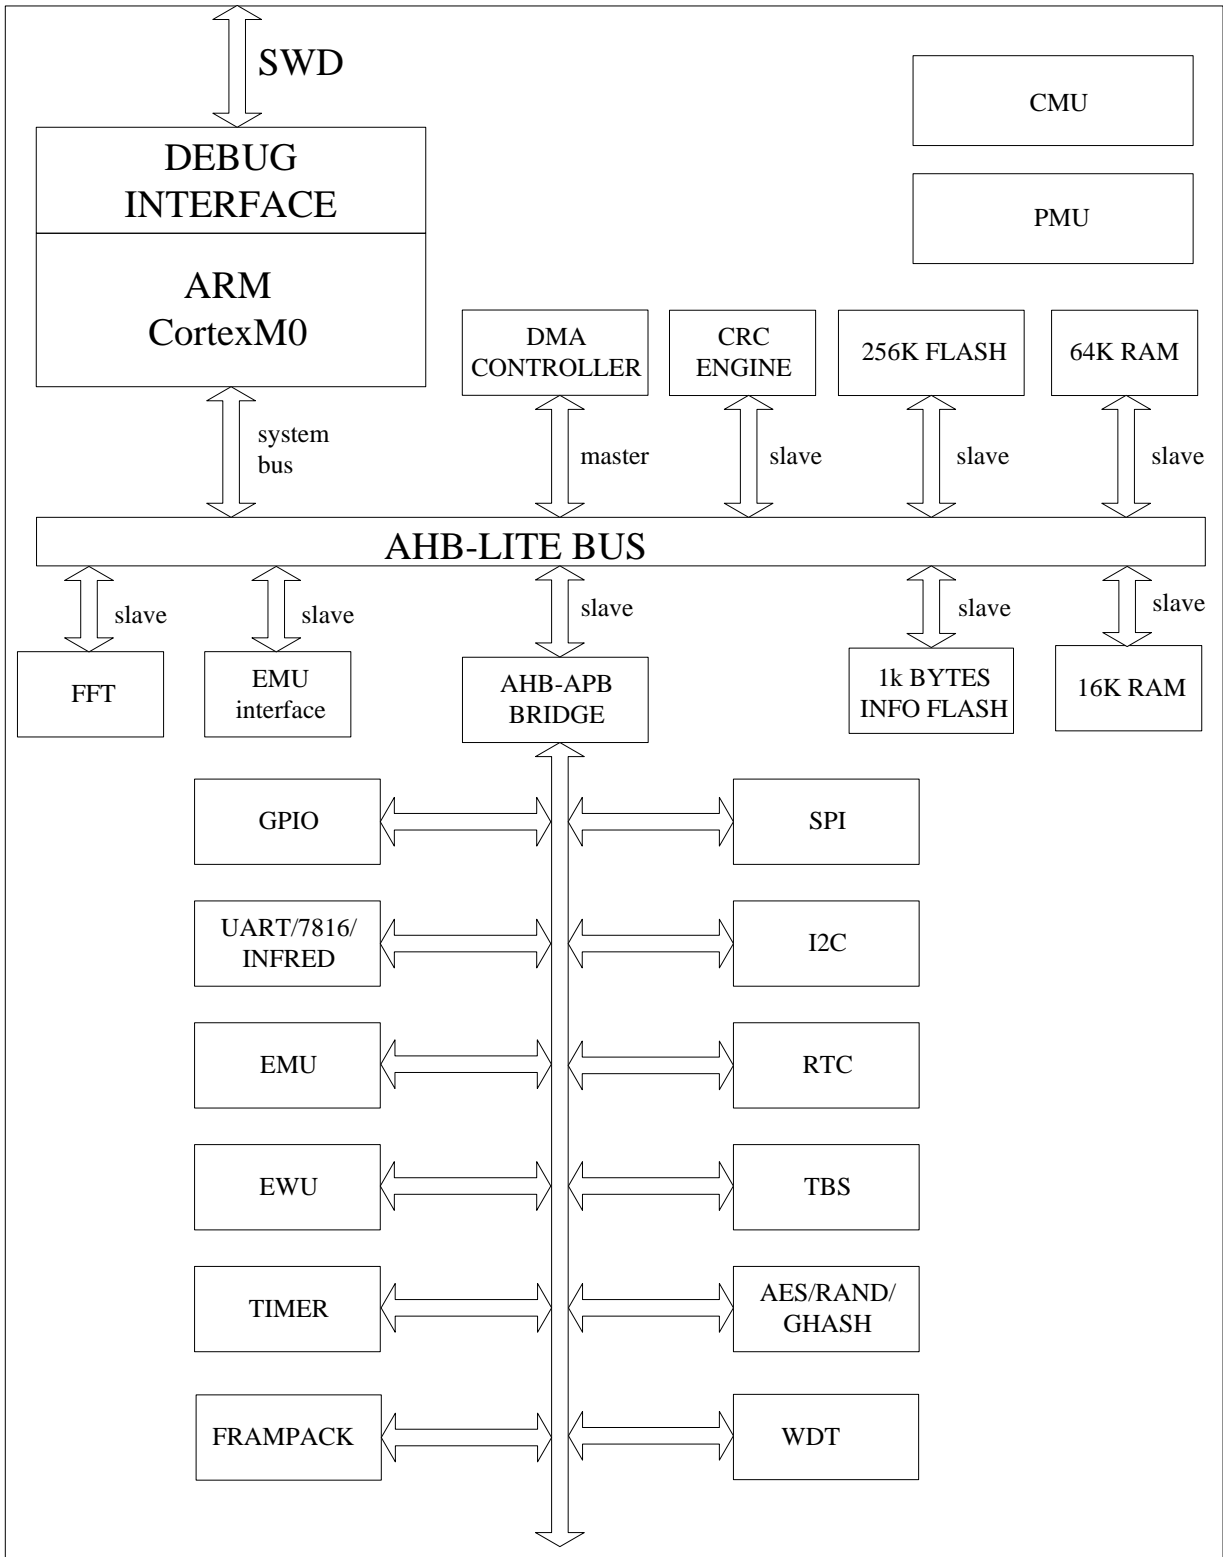 SWD
CMU
DEBUG
INTERFACE
PMU
ARM
CortexM0
DMA
CONTROLLER
CRC
ENGINE
256K FLASH
64K RAM
system
bus
master
slave
slave
slave
AHB-LITE BUS
slave
slave
slave
slave
slave
FFT
EMU
interface
AHB-APB
BRIDGE
1k BYTES
INFO FLASH
16K RAM
GPIO
SPI
UART/7816/
INFRED
I2C
EMU
RTC
EWU
TBS
TIMER
AES/RAND/
GHASH
FRAMPACK
WDT